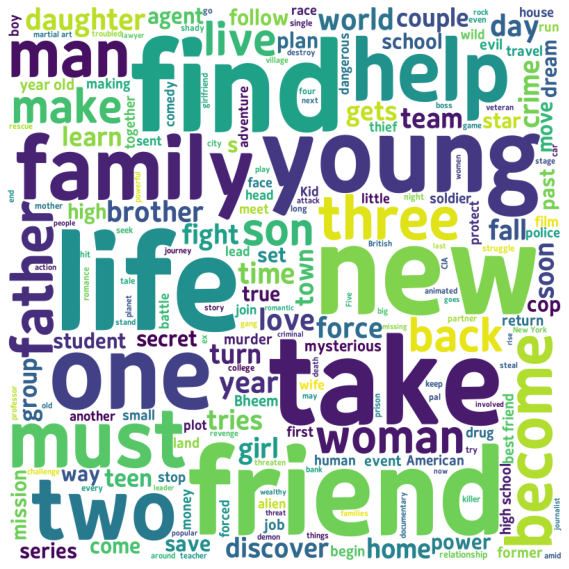 daughter agent go race couple day house
boy martial art troubled lawyer shady follow single world rock even run
man find live plan school dangerous wild evil travel
year old making comedy girlfriend four next help boss veteran dream
make together sent city s adventure gets team star crime move
rescue learn village thief game car stage
family young
end mother powerful play face head meet Kid attack women little night soldier protect past
father high brother people seek long three film police
hit journey fight son British last fall struggle
action romance tale planet lead set town life new CIA soon
stand battle join story romantic Five big animated goes cop
student secret true time love force back partner return
group murder ex gang criminal mysterious missing New York rise
one turn college year death wife take steal
professor old another small plot Bheem may prison keep pal involved
must tries land revenge first woman drug try best friend become
way girl threaten bank human event American
mission challenge teen stop money forced alien families killer high school journalist
two every leader wealthy threat job documentary now friend
series come popular save demon things discover begin home power former
around teacher relationship amid